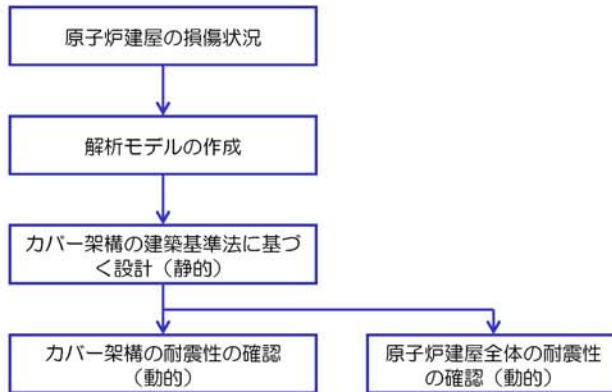 原子炉建屋の損傷状況
解析モデルの作成
カバー架構の建築基準法に基づ
く設計（静的）
カバー架構の耐震性の確認
（動的）
原子炉建屋全体の耐震性
の確認（動的）